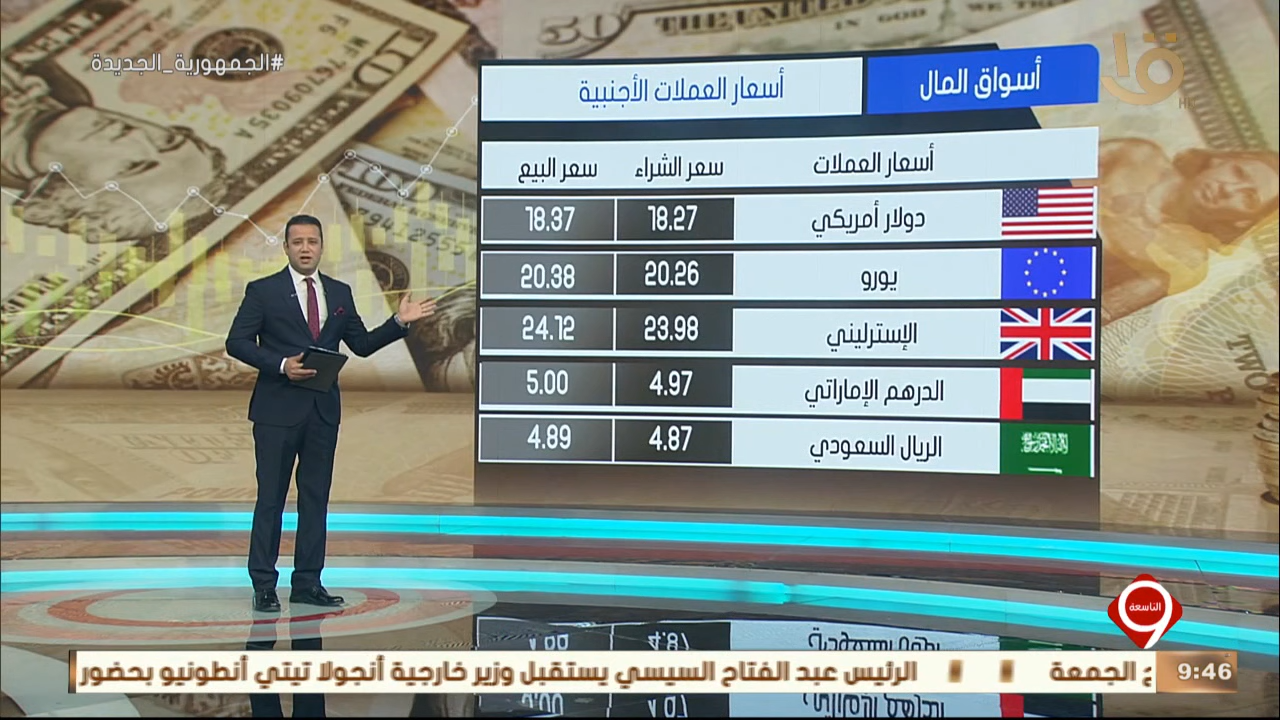 #الجمهورية_الجديدة
أسواق المال
أسعار العملات الأجنبية
أسعار العملات سعر الشراء سعر البيع
دولار أمريكي 18.27 18.37
يورو 20.26 20.38
الإسترليني 23.98 24.12
الدرهم الإماراتي 4.97 5.00
الريال السعودي 4.87 4.89
التاسعة
9
9:46
ح الجمعة
الرئيس عبد الفتاح السيسي يستقبل وزير خارجية أنجولا تيتي أنطونيو بحضور